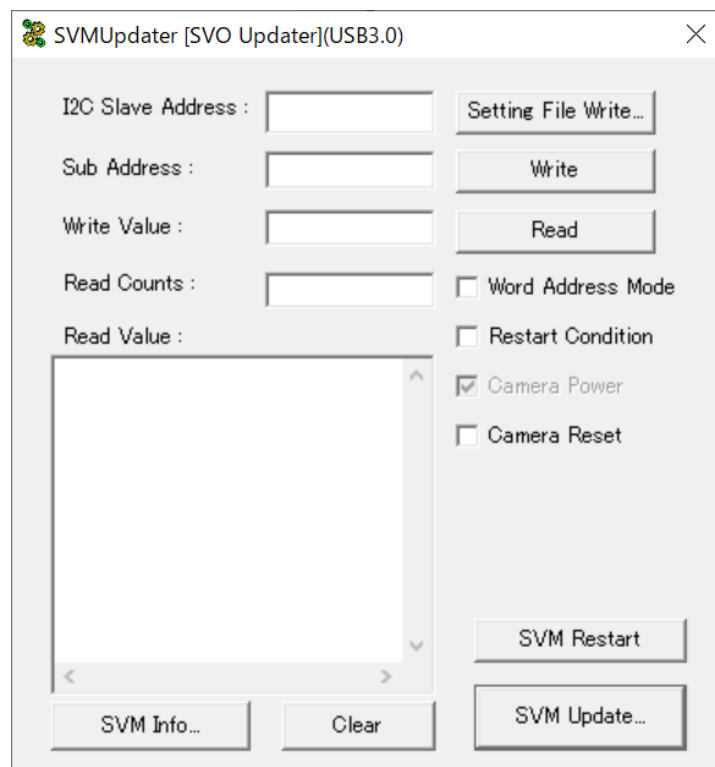 SVMUpdater [SVO Updater](USB3.0)
I2C Slave Address :
Setting File Write...
Sub Address :
Write
Write Value :
Read
Read Counts :
Word Address Mode
Read Value :
Restart Condition
Camera Power
Camera Reset
SVM Restart
SVM Info...
Clear
SVM Update...